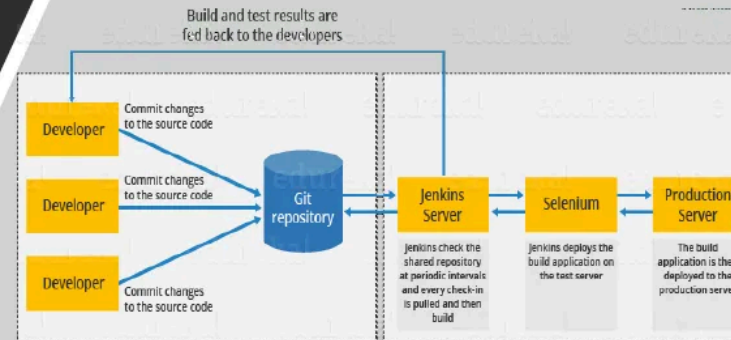 Build and test results are
fed back to the developers
Developer
Commit changes
to the source code
Developer
Commit changes
to the source code
Developer
Commit changes
to the source code
Git
repository
Jenkins
Server
Jenkins check the
shared repository
at periodic intervals
and every check-in
is pulled and then
build
Selenium
Jenkins deploys the
build application on
the test server
Production
Server
The build
application is the
deployed to the
production serve